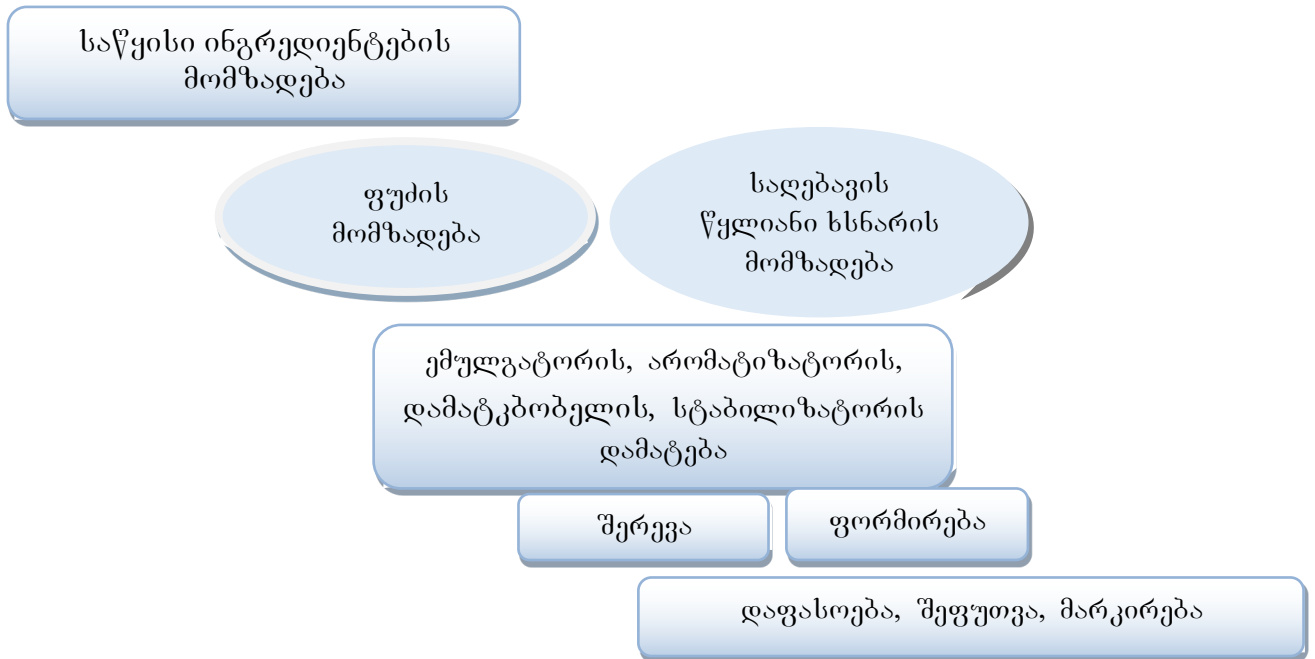 საწყისი ინგრედიენტების
მომზადება
ფუძის
მომზადება
საღებავის
წყლიანი ხსნარის
მომზადება
ემულგატორის, არომატიზატორის,
დამატკბობელის, სტაბილიზატორის
დამატება
შერევა
ფორმირება
დაფასოება, შეფუთვა, მარკირება